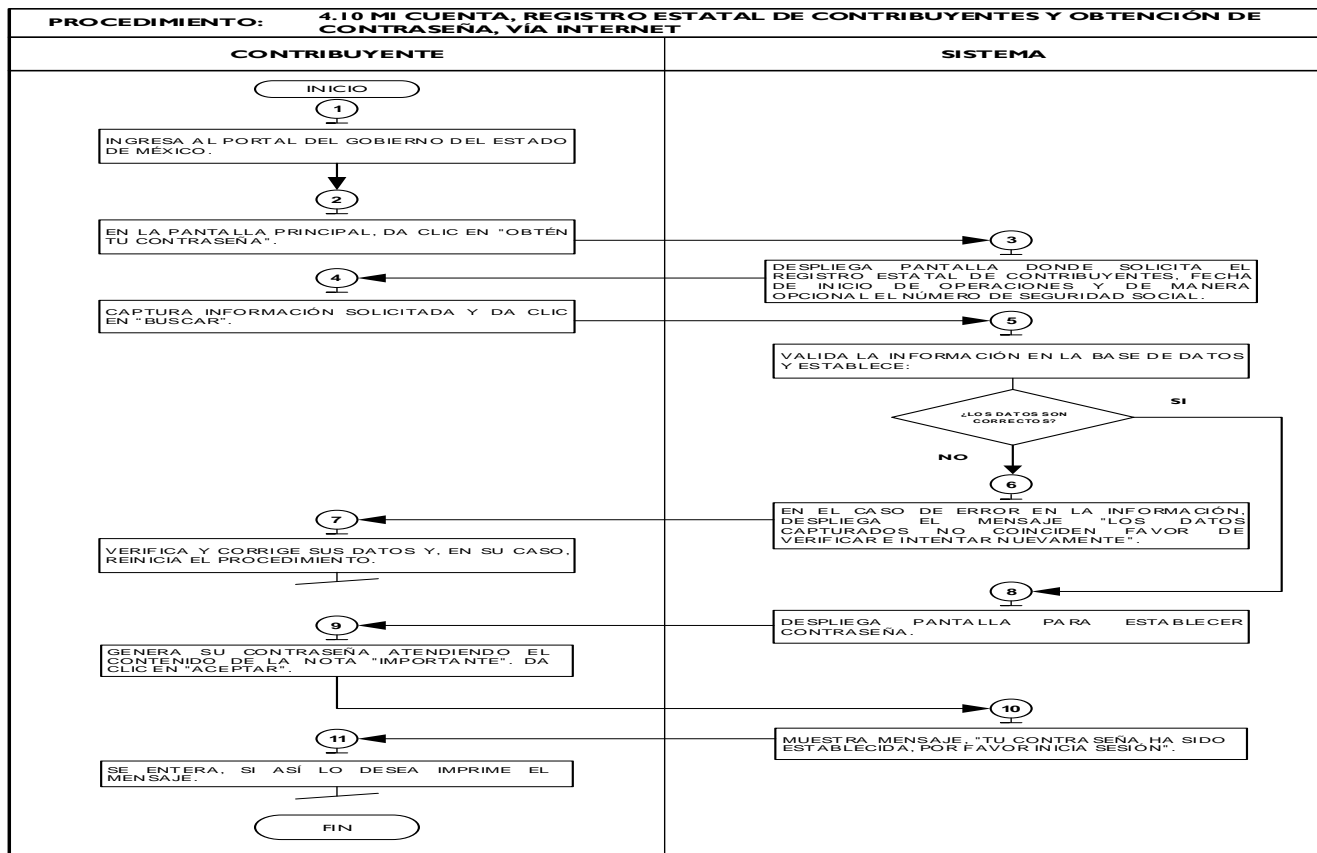 PROCEDIMIENTO:
4.10 MI CUENTA, REGISTRO ESTATAL DE CONTRIBUYENTES Y OBTENCIÓN DE
CONTRASEÑA, VÍA INTERNET
CONTRIBUYENTE
SISTEMA
INICIO
1
INGRESA AL PORTAL DEL GOBIERNO DEL ESTADO
DE MÉXICO.
2
EN LA PANTALLA PRINCIPAL, DA CLIC EN "OBTÉN
TU CONTRASEÑA".
3
DESPLIEGA PANTALLA DONDE SOLICITA EL
REGISTRO ESTATAL DE CONTRIBUYENTES, FECHA
DE INICIO DE OPERACIONES Y DE MANERA
OPCIONAL EL NÚMERO DE SEGURIDAD SOCIAL.
4
CAPTURA INFORMACIÓN SOLICITADA Y DA CLIC
EN "BUSCAR".
5
VALIDA LA INFORMACIÓN EN LA BASE DE DATOS
Y ESTABLECE:
¿LOS DATOS SON
CORRECTOS?
SI
NO
6
EN EL CASO DE ERROR EN LA INFORMACIÓN,
DESPLIEGA EL MENSAJE "LOS DATOS
CAPTURADOS NO COINCIDEN FAVOR DE
VERIFICAR E INTENTAR NUEVAMENTE".
7
VERIFICA Y CORRIGE SUS DATOS Y, EN SU CASO,
REINICIA EL PROCEDIMIENTO.
8
DESPLIEGA PANTALLA PARA ESTABLECER
CONTRASEÑA.
9
GENERA SU CONTRASEÑA ATENDIENDO EL
CONTENIDO DE LA NOTA "IMPORTANTE". DA
CLIC EN "ACEPTAR".
10
MUESTRA MENSAJE, "TU CONTRASEÑA, HA SIDO
ESTABLECIDA, POR FAVOR INICIA SESIÓN".
11
SE ENTERA, SI ASÍ LO DESEA IMPRIME EL
MENSAJE.
FIN